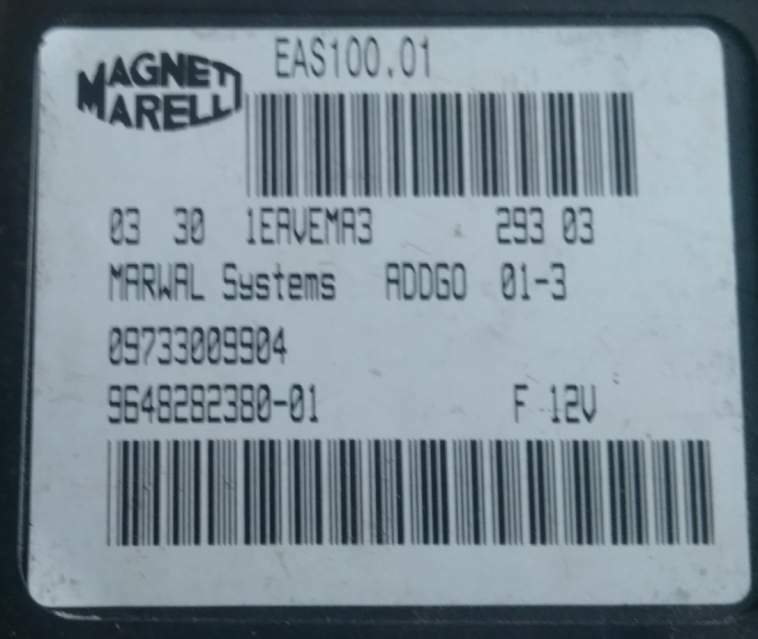 MAGNETI MARELLI
EAS100.01
03 30 1EAVEMA3 293 03
MARWAL Systems ADDGO 01-3
09733009904
9648282380-01 F 12V